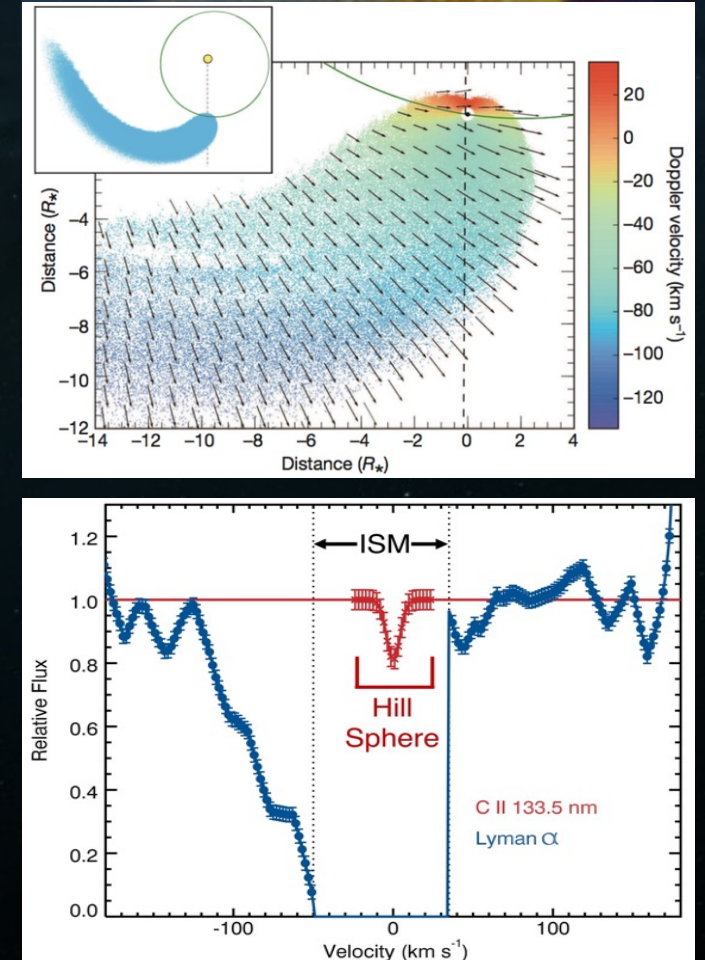 20
0
−20
−40
−60
−80
−100
−120
Doppler velocity (km s⁻¹)
Distance (R★)
−4
−6
−8
−10
−12
−14 −12 −10 −8 −6 −4 −2 0 2 4
Distance (R★)
1.2
1.0
0.8
0.6
0.4
0.2
0.0
Relative Flux
ISM
Hill
Sphere
C II 133.5 nm
Lyman α
-100 0 100
Velocity (km s⁻¹)